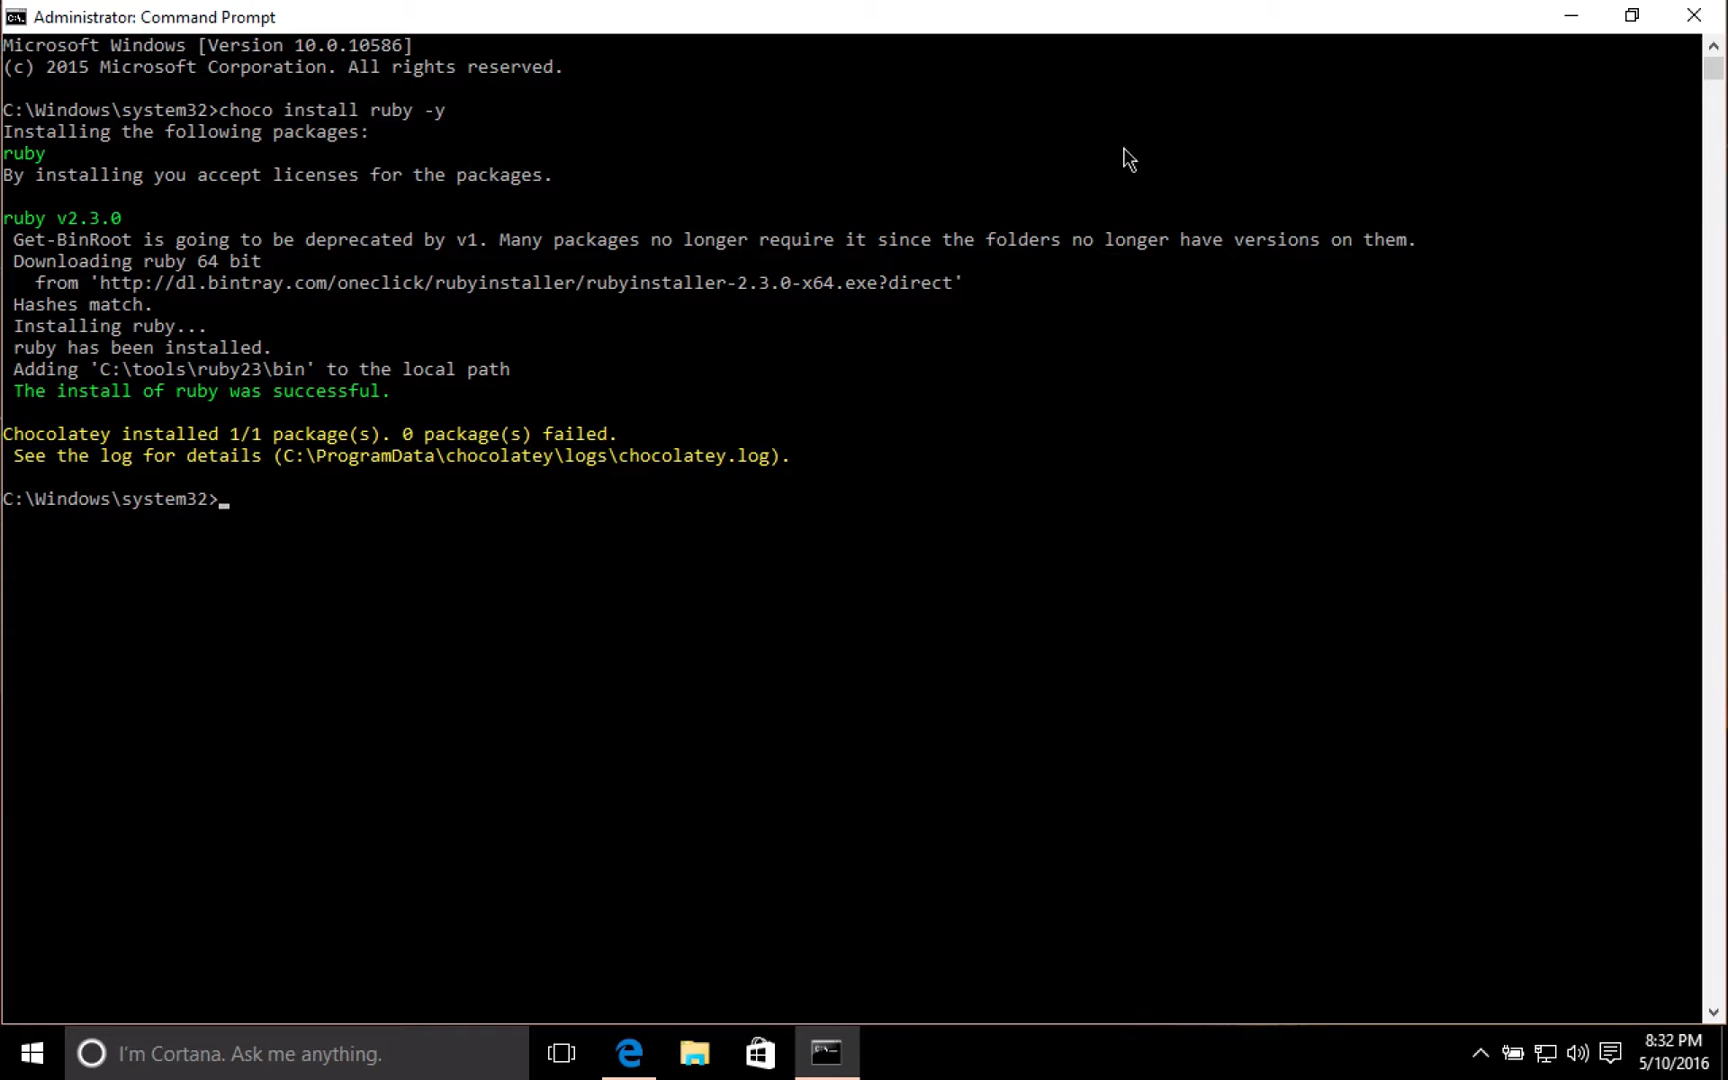 Administrator: Command Prompt
Microsoft Windows [Version 10.0.10586]
(c) 2015 Microsoft Corporation. All rights reserved.
C:\Windows\system32>choco install ruby -y
Installing the following packages:
ruby
By installing you accept licenses for the packages.
ruby v2.3.0
Get-BinRoot is going to be deprecated by v1. Many packages no longer require it since the folders no longer have versions on them.
Downloading ruby 64 bit
from 'http://dl.bintray.com/oneclick/rubyinstaller/rubyinstaller-2.3.0-x64.exe?direct'
Hashes match.
Installing ruby...
ruby has been installed.
Adding 'C:\tools\ruby23\bin' to the local path
The install of ruby was successful.
Chocolatey installed 1/1 package(s). 0 package(s) failed.
See the log for details (C:\ProgramData\chocolatey\logs\chocolatey.log).
C:\Windows\system32>
I'm Cortana. Ask me anything.
8:32 PM
5/10/2016